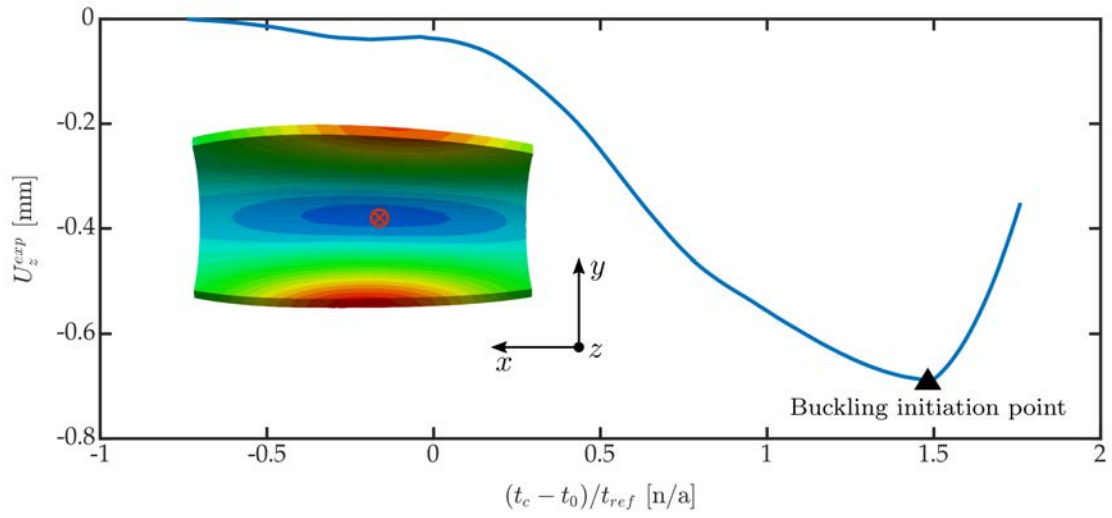 0
-0.2
-0.4
-0.6
-0.8
U_z^{exp} [mm]
y
x
z
Buckling initiation point
-1
-0.5
0
0.5
1
1.5
2
(t_c − t_0)/t_{ref} [n/a]